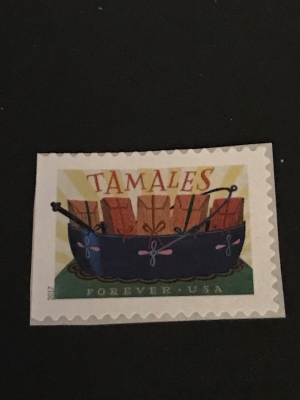 TAMALES
2017
FOREVER · USA